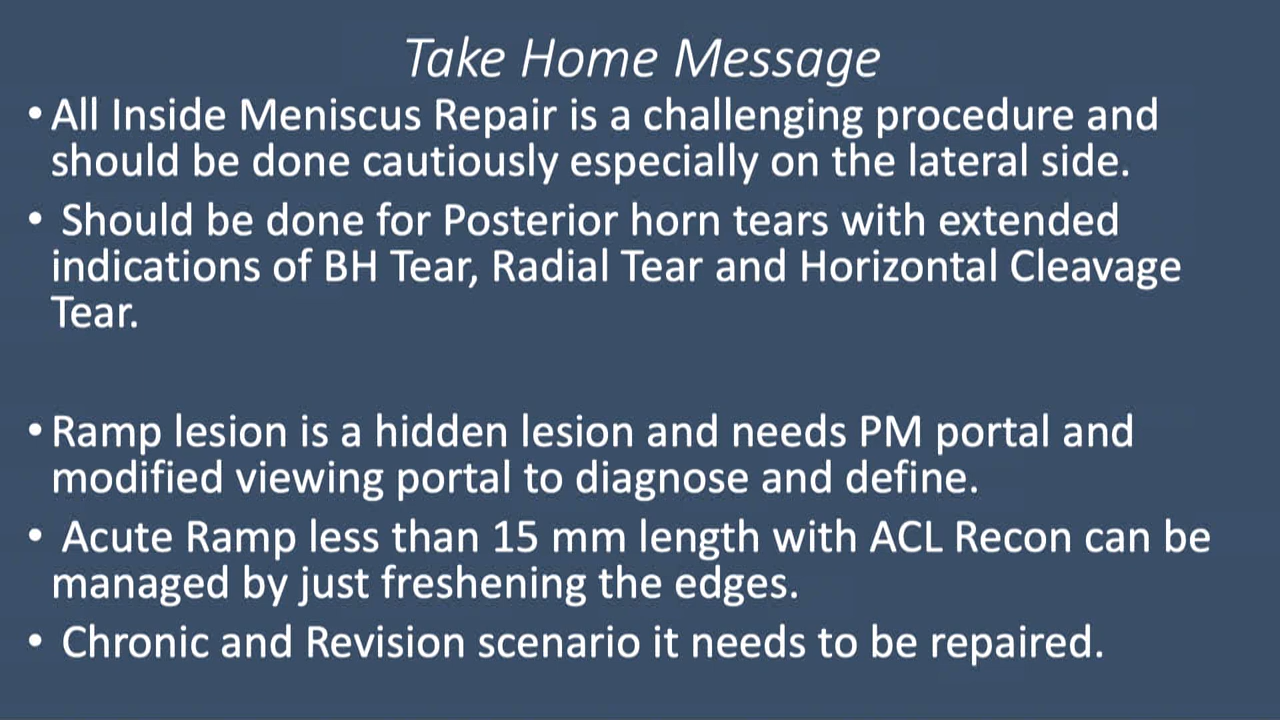 Take Home Message
• All Inside Meniscus Repair is a challenging procedure and
should be done cautiously especially on the lateral side.
• Should be done for Posterior horn tears with extended
indications of BH Tear, Radial Tear and Horizontal Cleavage
Tear.
• Ramp lesion is a hidden lesion and needs PM portal and
modified viewing portal to diagnose and define.
• Acute Ramp less than 15 mm length with ACL Recon can be
managed by just freshening the edges.
• Chronic and Revision scenario it needs to be repaired.